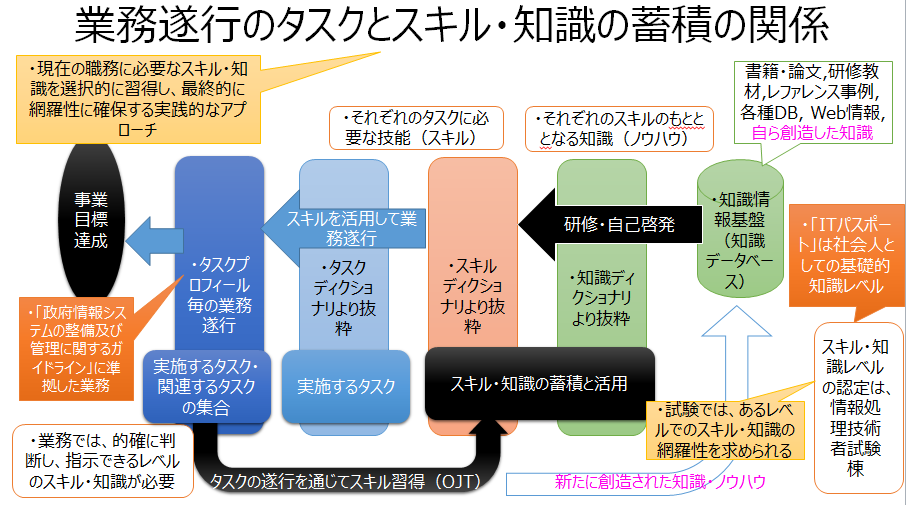 業務遂行のタスクとスキル・知識の蓄積の関係
・現在の職務に必要なスキル・知
識を選択的に習得し、最終的に
網羅性に確保する実践的なアプ
ローチ
・それぞれのタスクに必
要な技能（スキル）
・それぞれのスキルのもとと
となる知識（ノウハウ）
書籍・論文,研修教
材,レファレンス事例,
各種DB, Web情報,
自ら創造した知識
事業
目標
達成
スキルを活用して業
務遂行
研修・自己啓発
・タスクプ
ロフィール
毎の業務
遂行
・タスク
ディクショ
ナリより抜
粋
・スキル
ディクショ
ナリより抜
粋
・知識ディ
クショナリ
より抜粋
・知識情
報基盤
（知識
データベー
ス）
・「ITパスポー
ト」は社会人と
しての基礎的
知識レベル
・「政府情報シス
テムの整備及び
管理に関するガ
イドライン」に準
拠した業務
実施するタスク・
関連するタスク
の集合
実施するタスク
スキル・知識の蓄積と活用
スキル・知
識レベル
の認定は、
情報処
理技術
者試験
棟
・試験では、あるレベ
ルでのスキル・知識の
網羅性を求められる
・業務では、的確に判
断し、指示できるレベル
のスキル・知識が必要
タスクの遂行を通じてスキル習得（OJT）
新たに創造された知識・ノウハウ